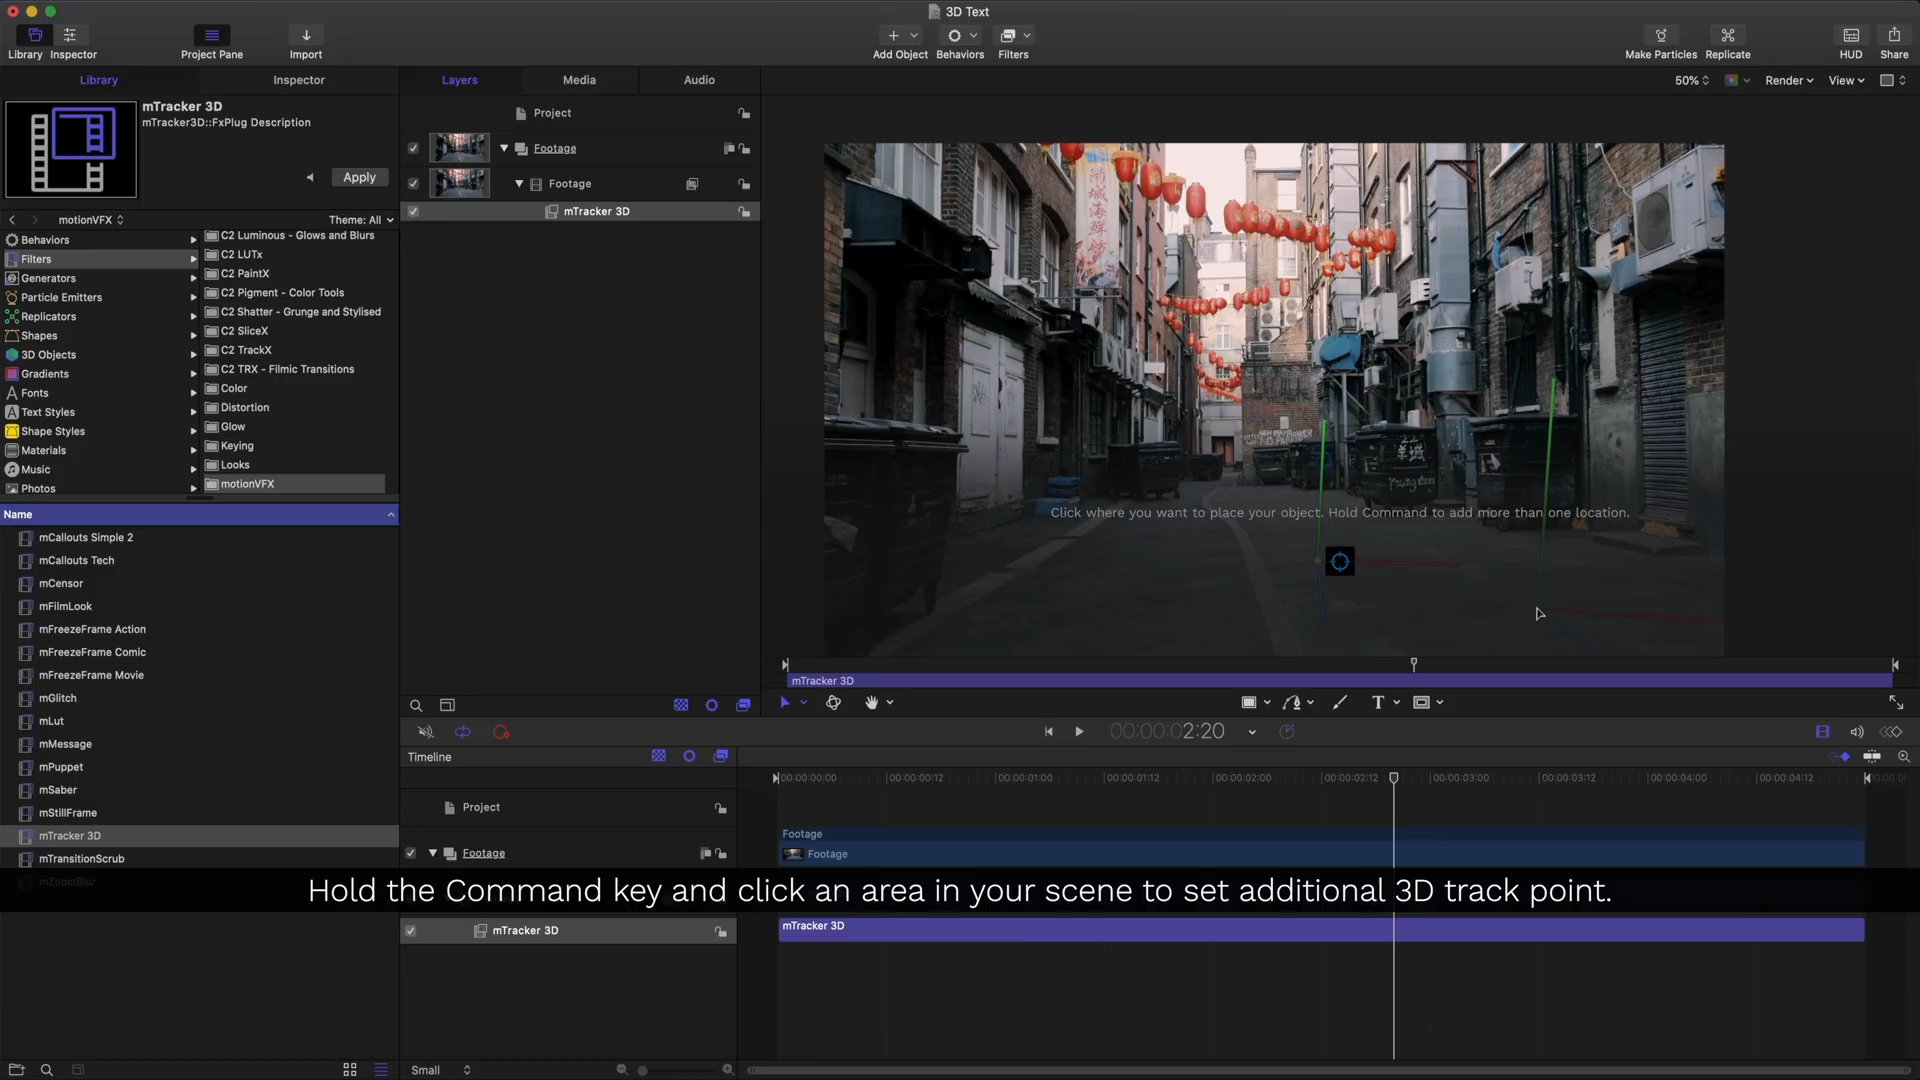 3D Text
Library
Inspector
Project Pane
Import
Add Object
Behaviors
Filters
Make Particles
Replicate
HUD
Share
Library
Inspector
Layers
Media
Audio
50%
Render
View
mTracker 3D
mTracker3D::FxPlug Description
Apply
motionVFX
Theme: All
Behaviors
Filters
Generators
Particle Emitters
Replicators
Shapes
3D Objects
Gradients
Fonts
Text Styles
Shape Styles
Materials
Music
Photos
C2 Luminous - Glows and Blurs
C2 LUTx
C2 PaintX
C2 Pigment - Color Tools
C2 Shatter - Grunge and Stylised
C2 SliceX
C2 TrackX
C2 TRX - Filmic Transitions
Color
Distortion
Glow
Keying
Looks
motionVFX
Name
mCallouts Simple 2
mCallouts Tech
mCensor
mFilmLook
mFreezeFrame Action
mFreezeFrame Comic
mFreezeFrame Movie
mGlitch
mLut
mMessage
mPuppet
mSaber
mStillFrame
mTracker 3D
mTransitionScrub
mZoomBlur
Project
Footage
Footage
mTracker 3D
Click where you want to place your object. Hold Command to add more than one location.
mTracker 3D
00:00:00:02:20
Timeline
00:00:00:00
00:00:00:12
00:00:01:00
00:00:01:12
00:00:02:00
00:00:02:12
00:00:03:00
00:00:03:12
00:00:04:00
00:00:04:12
Project
Footage
Footage
Footage
Hold the Command key and click an area in your scene to set additional 3D track point.
mTracker 3D
mTracker 3D
Small